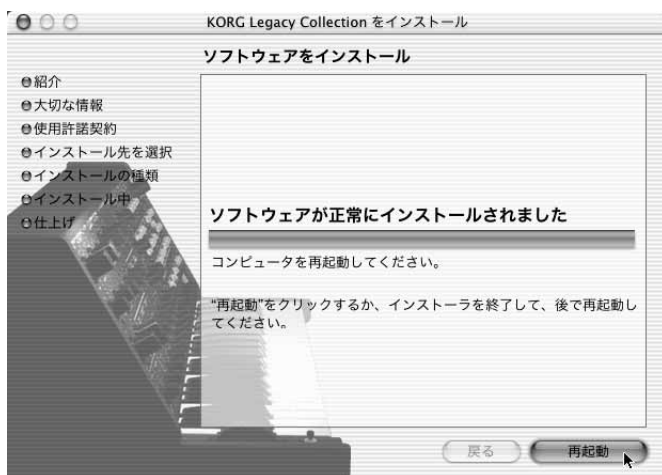 KORG Legacy Collection をインストール
ソフトウェアをインストール
紹介
大切な情報
使用許諾契約
インストール先を選択
インストールの種類
インストール中
仕上げ
ソフトウェアが正常にインストールされました
コンピュータを再起動してください。
“再起動”をクリックするか、インストーラを終了して、後で再起動し
てください。
戻る
再起動